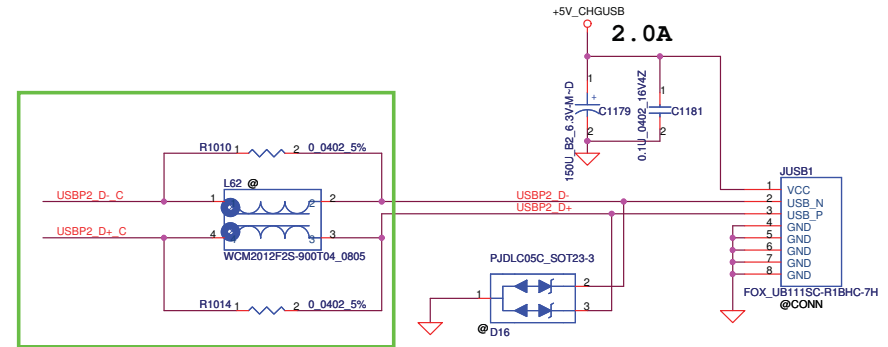 +5V_CHGUSB
2.0A
1
+
150U_B2_6.3V-M~D
C1179
2
1
0.1U_0402_16V4Z
C1181
2
R1010 1 2 0_0402_5%
L62 @
USBP2_D-_C 1 2 2
USBP2_D+_C 4 4 3 3
WCM2012F2S-900T04_0805
R1014 1 2 0_0402_5%
USBP2_D-
USBP2_D+
PJDLC05C_SOT23-3
1 2
3
@ D16
JUSB1
1 VCC
2 USB_N
3 USB_P
4 GND
5 GND
6 GND
7 GND
8 GND
FOX_UB111SC-R1BHC-7H
@CONN